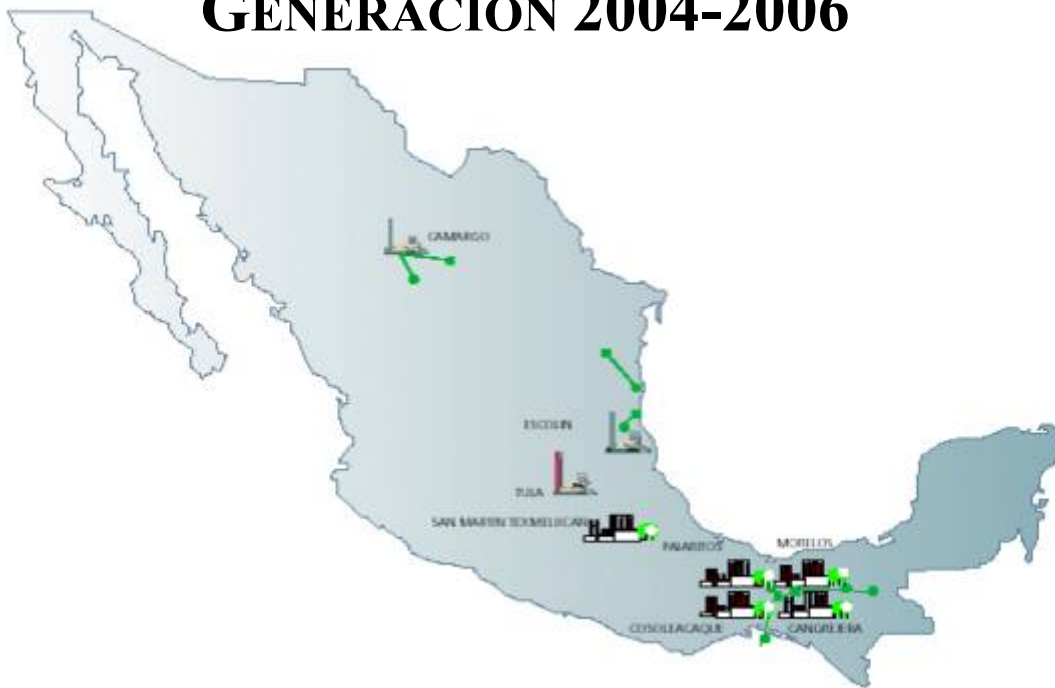 GENERACIÓN 2004-2006
CAMARGO
ESCOLIN
TULA
SAN MARTIN TEXMELUCAN
PAJARITOS
MORELOS
COSOLEACAQUE
CANGREJERA